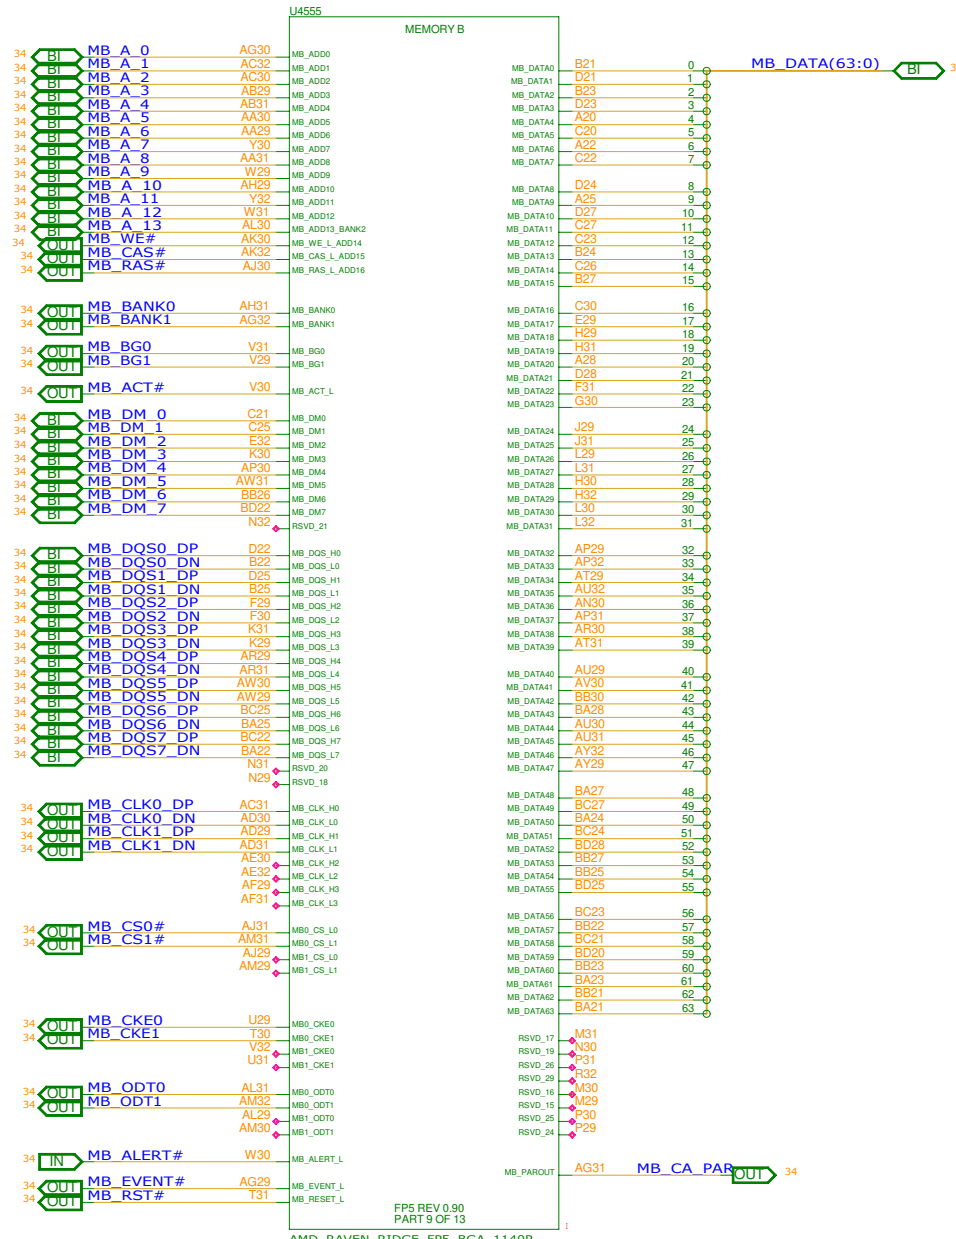 U4555
MEMORY B
34 BI MB_A_0 AG30 MB_ADD0
34 BI MB_A_1 AC32 MB_ADD1
34 BI MB_A_2 AC30 MB_ADD2
34 BI MB_A_3 AB29 MB_ADD3
34 BI MB_A_4 AB31 MB_ADD4
34 BI MB_A_5 AA30 MB_ADD5
34 BI MB_A_6 AA29 MB_ADD6
34 BI MB_A_7 Y30 MB_ADD7
34 BI MB_A_8 AA31 MB_ADD8
34 BI MB_A_9 W29 MB_ADD9
34 BI MB_A_10 AH29 MB_ADD10
34 BI MB_A_11 Y32 MB_ADD11
34 BI MB_A_12 W31 MB_ADD12
34 BI MB_A_13 AL30 MB_ADD13_BANK2
34 OUT MB_WE# AK30 MB_WE_L_ADD14
34 OUT MB_CAS# AK32 MB_CAS_L_ADD15
34 OUT MB_RAS# AJ30 MB_RAS_L_ADD16
34 OUT MB_BANK0 AH31 MB_BANK0
34 OUT MB_BANK1 AG32 MB_BANK1
34 OUT MB_BG0 V31 MB_BG0
34 OUT MB_BG1 V29 MB_BG1
34 OUT MB_ACT# V30 MB_ACT_L
34 BI MB_DM_0 C21 MB_DM0
34 BI MB_DM_1 C25 MB_DM1
34 BI MB_DM_2 E32 MB_DM2
34 BI MB_DM_3 K30 MB_DM3
34 BI MB_DM_4 AP30 MB_DM4
34 BI MB_DM_5 AW31 MB_DM5
34 BI MB_DM_6 BB26 MB_DM6
34 BI MB_DM_7 BD22 MB_DM7
N32 RSVD_21
34 BI MB_DQS0_DP D22 MB_DQS_H0
34 BI MB_DQS0_DN B22 MB_DQS_L0
34 BI MB_DQS1_DP D25 MB_DQS_H1
34 BI MB_DQS1_DN B25 MB_DQS_L1
34 BI MB_DQS2_DP F29 MB_DQS_H2
34 BI MB_DQS2_DN F30 MB_DQS_L2
34 BI MB_DQS3_DP K31 MB_DQS_H3
34 BI MB_DQS3_DN K29 MB_DQS_L3
34 BI MB_DQS4_DP AR29 MB_DQS_H4
34 BI MB_DQS4_DN AR31 MB_DQS_L4
34 BI MB_DQS5_DP AW30 MB_DQS_H5
34 BI MB_DQS5_DN AW29 MB_DQS_L5
34 BI MB_DQS6_DP BC25 MB_DQS_H6
34 BI MB_DQS6_DN BA25 MB_DQS_L6
34 BI MB_DQS7_DP BC22 MB_DQS_H7
34 BI MB_DQS7_DN BA22 MB_DQS_L7
N31 RSVD_20
N29 RSVD_18
34 OUT MB_CLK0_DP AC31 MB_CLK_H0
34 OUT MB_CLK0_DN AD30 MB_CLK_L0
34 OUT MB_CLK1_DP AD29 MB_CLK_H1
34 OUT MB_CLK1_DN AD31 MB_CLK_L1
AE30 MB_CLK_H2
AE32 MB_CLK_L2
AF29 MB_CLK_H3
AF31 MB_CLK_L3
34 OUT MB_CS0# AJ31 MB0_CS_L0
34 OUT MB_CS1# AM31 MB0_CS_L1
AJ29 MB1_CS_L0
AM29 MB1_CS_L1
34 OUT MB_CKE0 U29 MB0_CKE0
34 OUT MB_CKE1 T30 MB0_CKE1
V32 MB1_CKE0
U31 MB1_CKE1
34 OUT MB_ODT0 AL31 MB0_ODT0
34 OUT MB_ODT1 AM32 MB0_ODT1
AL29 MB1_ODT0
AM30 MB1_ODT1
34 IN MB_ALERT# W30 MB_ALERT_L
34 OUT MB_EVENT# AG29 MB_EVENT_L
34 OUT MB_RST# T31 MB_RESET_L
MB_DATA0 B21 0 MB_DATA(63:0) BI 3
MB_DATA1 D21 1
MB_DATA2 B23 2
MB_DATA3 D23 3
MB_DATA4 A20 4
MB_DATA5 C20 5
MB_DATA6 A22 6
MB_DATA7 C22 7
MB_DATA8 D24 8
MB_DATA9 A25 9
MB_DATA10 D27 10
MB_DATA11 C27 11
MB_DATA12 C23 12
MB_DATA13 B24 13
MB_DATA14 C26 14
MB_DATA15 B27 15
MB_DATA16 C30 16
MB_DATA17 E29 17
MB_DATA18 H29 18
MB_DATA19 H31 19
MB_DATA20 A28 20
MB_DATA21 D28 21
MB_DATA22 F31 22
MB_DATA23 G30 23
MB_DATA24 J29 24
MB_DATA25 J31 25
MB_DATA26 L29 26
MB_DATA27 L31 27
MB_DATA28 H30 28
MB_DATA29 H32 29
MB_DATA30 L30 30
MB_DATA31 L32 31
MB_DATA32 AP29 32
MB_DATA33 AP32 33
MB_DATA34 AT29 34
MB_DATA35 AU32 35
MB_DATA36 AN30 36
MB_DATA37 AP31 37
MB_DATA38 AR30 38
MB_DATA39 AT31 39
MB_DATA40 AU29 40
MB_DATA41 AV30 41
MB_DATA42 BB30 42
MB_DATA43 BA28 43
MB_DATA44 AU30 44
MB_DATA45 AU31 45
MB_DATA46 AY32 46
MB_DATA47 AY29 47
MB_DATA48 BA27 48
MB_DATA49 BC27 49
MB_DATA50 BA24 50
MB_DATA51 BC24 51
MB_DATA52 BD28 52
MB_DATA53 BB27 53
MB_DATA54 BB25 54
MB_DATA55 BD25 55
MB_DATA56 BC23 56
MB_DATA57 BB22 57
MB_DATA58 BC21 58
MB_DATA59 BD20 59
MB_DATA60 BB23 60
MB_DATA61 BA23 61
MB_DATA62 BB21 62
MB_DATA63 BA21 63
RSVD_17 M31
RSVD_19 N30
RSVD_26 P31
RSVD_29 R32
RSVD_16 M30
RSVD_15 M29
RSVD_25 P30
RSVD_24 P29
MB_PAROUT AG31 MB_CA_PAR OUT 34
FP5 REV 0.90
PART 9 OF 13
AMD_RAVEN_RIDGE_FP5_BGA_1140P